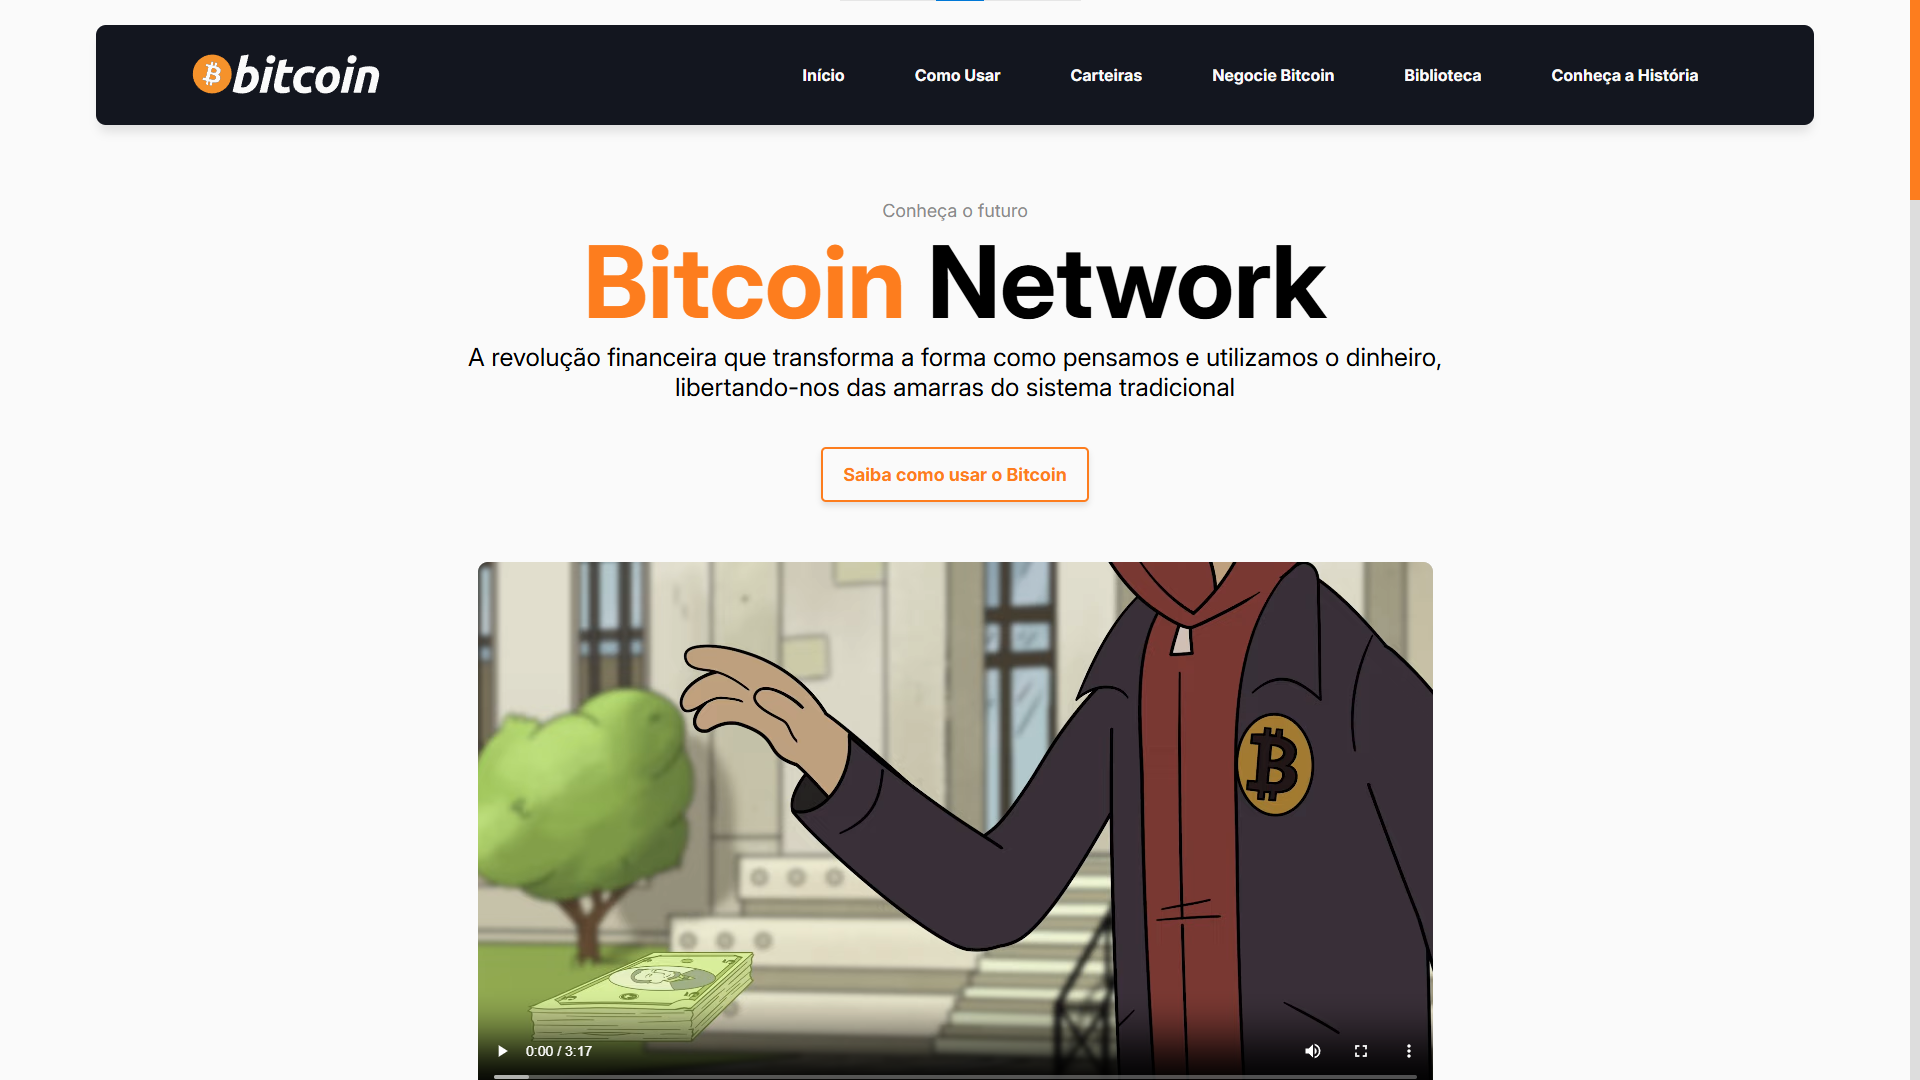 bitcoin
Início
Como Usar
Carteiras
Negocie Bitcoin
Biblioteca
Conheça a História
Conheça o futuro
Bitcoin Network
A revolução financeira que transforma a forma como pensamos e utilizamos o dinheiro,
libertando-nos das amarras do sistema tradicional
Saiba como usar o Bitcoin
0:00 / 3:17